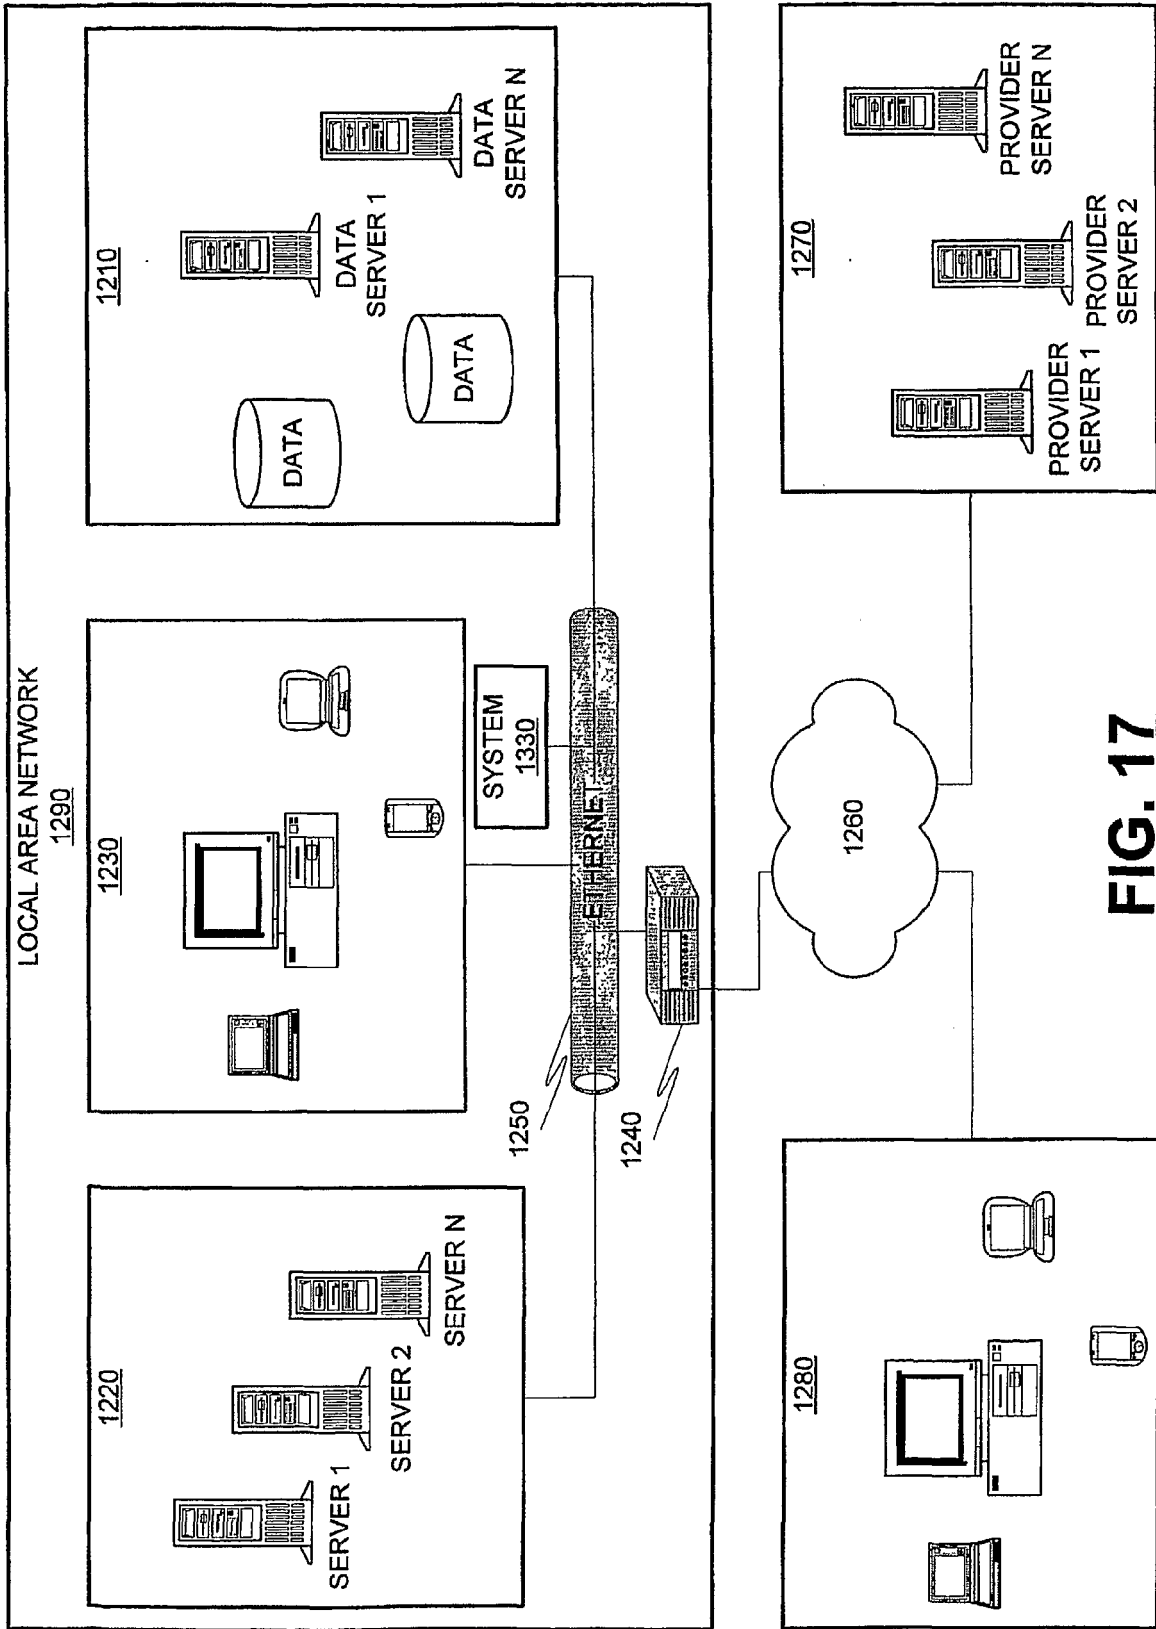 LOCAL AREA NETWORK
1290
1220
SERVER 1
SERVER 2
SERVER N
1230
1210
DATA
DATA
DATA
SERVER 1
DATA
SERVER N
SYSTEM
1330
ETHERNET
1250
1240
1260
1280
1270
PROVIDER
SERVER 1
PROVIDER
SERVER 2
PROVIDER
SERVER N
FIG. 17